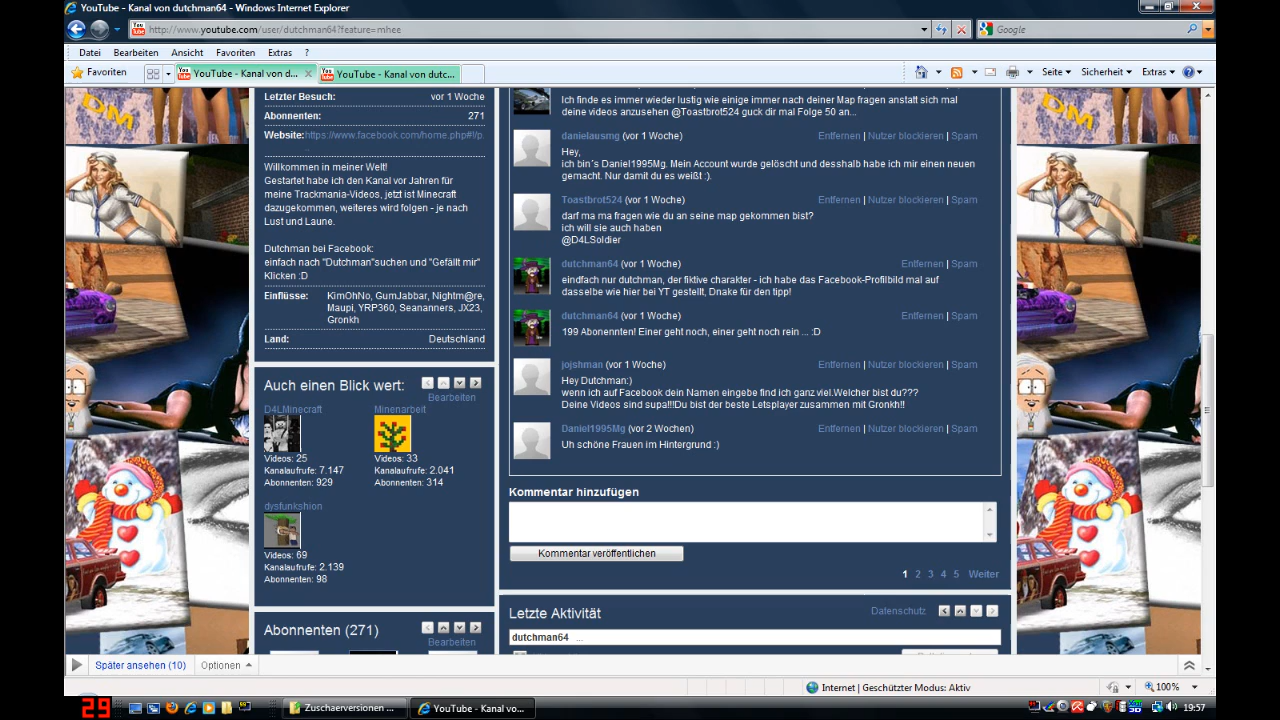 YouTube - Kanal von dutchman64 - Windows Internet Explorer
http://www.youtube.com/user/dutchman64?feature=mhee
Google
Datei Bearbeiten Ansicht Favoriten Extras ?
Favoriten
YouTube - Kanal von d...
YouTube - Kanal von dutc...
Seite Sicherheit Extras
Letzter Besuch: vor 1 Woche
Abonnenten: 271
Website: https://www.facebook.com/home.php#!/p.
..
Willkommen in meiner Welt!
Gestartet habe ich den Kanal vor Jahren für
meine Trackmania-Videos, jetzt ist Minecraft
dazugekommen, weiteres wird folgen - je nach
Lust und Laune.
Dutchman bei Facebook:
einfach nach "Dutchman"suchen und "Gefällt mir"
Klicken :D
Einflüsse: KimOhNo, GumJabbar, Nightm@re,
Maupi, YRP360, Seananners, JX23,
Gronkh
Land: Deutschland
Auch einen Blick wert:
Bearbeiten
D4LMinecraft Minenarbeit
Videos: 25 Videos: 33
Kanalaufrufe: 7.147 Kanalaufrufe: 2.041
Abonnenten: 929 Abonnenten: 314
dysfunkshion
Videos: 69
Kanalaufrufe: 2.139
Abonnenten: 98
Abonnenten (271)
Bearbeiten
Ich finde es immer wieder lustig wie einige immer nach deiner Map fragen anstatt sich mal
deine videos anzusehen @Toastbrot524 guck dir mal Folge 50 an...
danielausmg (vor 1 Woche) Entfernen | Nutzer blockieren | Spam
Hey,
ich bin´s Daniel1995Mg. Mein Account wurde gelöscht und desshalb habe ich mir einen neuen
gemacht. Nur damit du es weißt :).
Toastbrot524 (vor 1 Woche) Entfernen | Nutzer blockieren | Spam
darf ma ma fragen wie du an seine map gekommen bist?
ich will sie auch haben
@D4LSoldier
dutchman64 (vor 1 Woche) Entfernen | Spam
eindfach nur dutchman, der fiktive charakter - ich habe das Facebook-Profilbild mal auf
dasselbe wie hier bei YT gestellt, Dnake für den tipp!
dutchman64 (vor 1 Woche) Entfernen | Spam
199 Abonennten! Einer geht noch, einer geht noch rein ... :D
jojshman (vor 1 Woche) Entfernen | Nutzer blockieren | Spam
Hey Dutchman:)
wenn ich auf Facebook dein Namen eingebe find ich ganz viel.Welcher bist du???
Deine Videos sind supa!!!Du bist der beste Letsplayer zusammen mit Gronkh!!
Daniel1995Mg (vor 2 Wochen) Entfernen | Nutzer blockieren | Spam
Uh schöne Frauen im Hintergrund :)
Kommentar hinzufügen
Kommentar veröffentlichen
1 2 3 4 5 Weiter
Letzte Aktivität Datenschutz
dutchman64 ...
DM
DM
Später ansehen (10) Optionen
Internet | Geschützter Modus: Aktiv 100%
29
Zuschaerversionen ...
YouTube - Kanal vo...
19:57